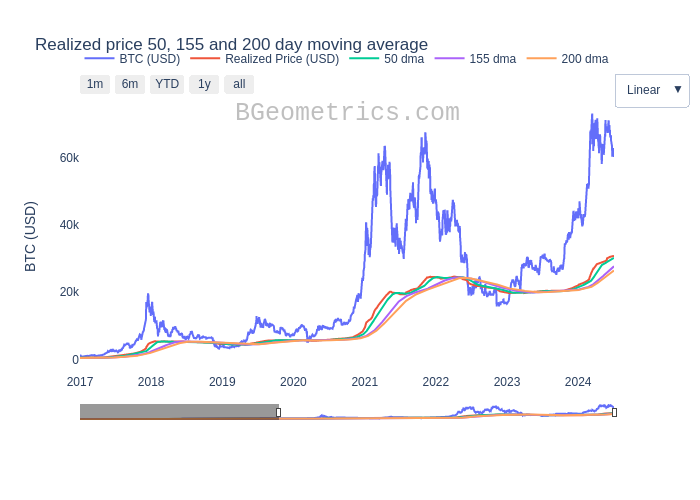 Realized price 50, 155 and 200 day moving average
BTC (USD) Realized Price (USD) 50 dma 155 dma 200 dma
1m 6m YTD 1y all
Linear ▼
BGeometrics.com
BTC (USD)
60k
40k
20k
0
2017 2018 2019 2020 2021 2022 2023 2024